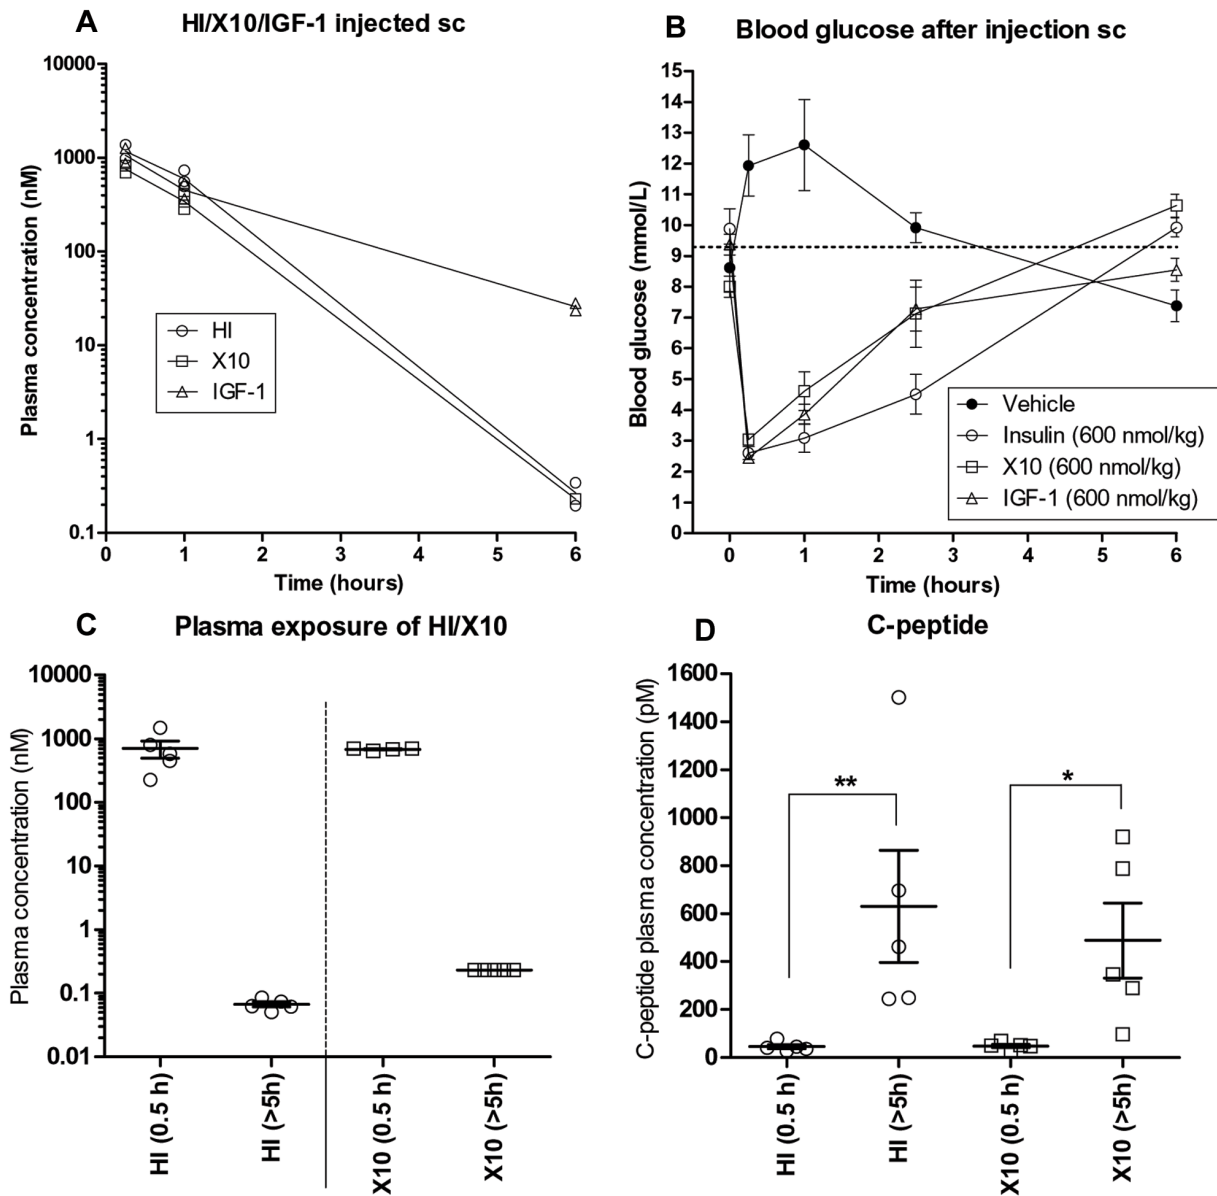 A
HI/X10/IGF-1 injected sc
Plasma concentration (nM)
10000
1000
100
10
1
0.1
0 1 2 3 4 5 6
Time (hours)
HI
X10
IGF-1
B
Blood glucose after injection sc
Blood glucose (mmol/L)
15
14
13
12
11
10
9
8
7
6
5
4
3
2
1
0
0 1 2 3 4 5 6
Time (hours)
Vehicle
Insulin (600 nmol/kg)
X10 (600 nmol/kg)
IGF-1 (600 nmol/kg)
C
Plasma exposure of HI/X10
Plasma concentration (nM)
10000
1000
100
10
1
0.1
0.01
HI (0.5 h)
HI (>5h)
X10 (0.5 h)
X10 (>5h)
D
C-peptide
C-peptide plasma concentration (pM)
1600
1400
1200
1000
800
600
400
200
0
**
*
HI (0.5 h)
HI (>5h)
X10 (0.5 h)
X10 (>5h)